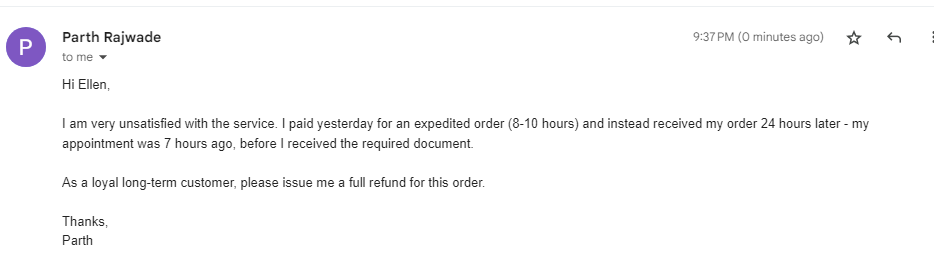 P
Parth Rajwade
9:37 PM (0 minutes ago)
to me
Hi Ellen,
I am very unsatisfied with the service. I paid yesterday for an expedited order (8-10 hours) and instead received my order 24 hours later - my
appointment was 7 hours ago, before I received the required document.
As a loyal long-term customer, please issue me a full refund for this order.
Thanks,
Parth